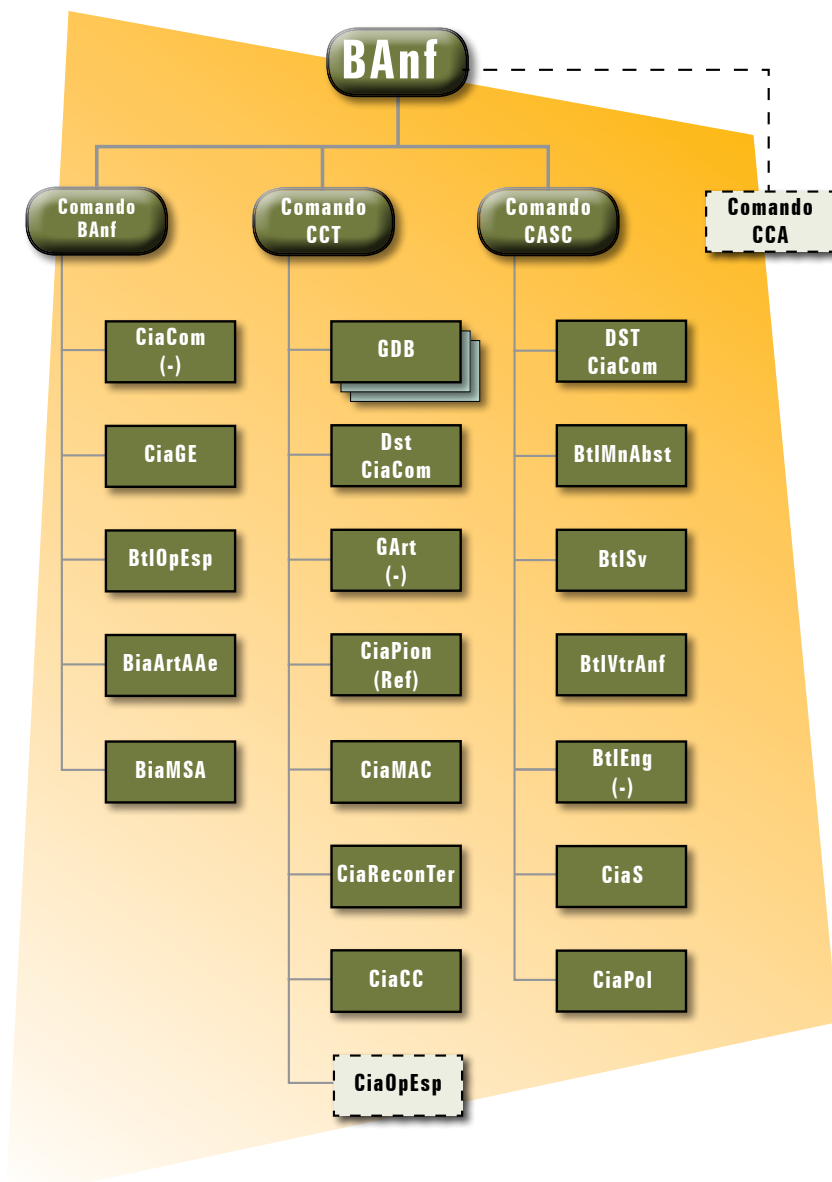 BAnf
Comando
BAnf
Comando
CCT
Comando
CASC
Comando
CCA
CiaCom
(-)
CiaGE
BtlOpEsp
BiaArtAAe
BiaMSA
GDB
Dst
CiaCom
GArt
(-)
CiaPion
(Ref)
CiaMAC
CiaReconTer
CiaCC
CiaOpEsp
DST
CiaCom
BtlMnAbst
BtlSv
BtlVtrAnf
BtlEng
(-)
CiaS
CiaPol